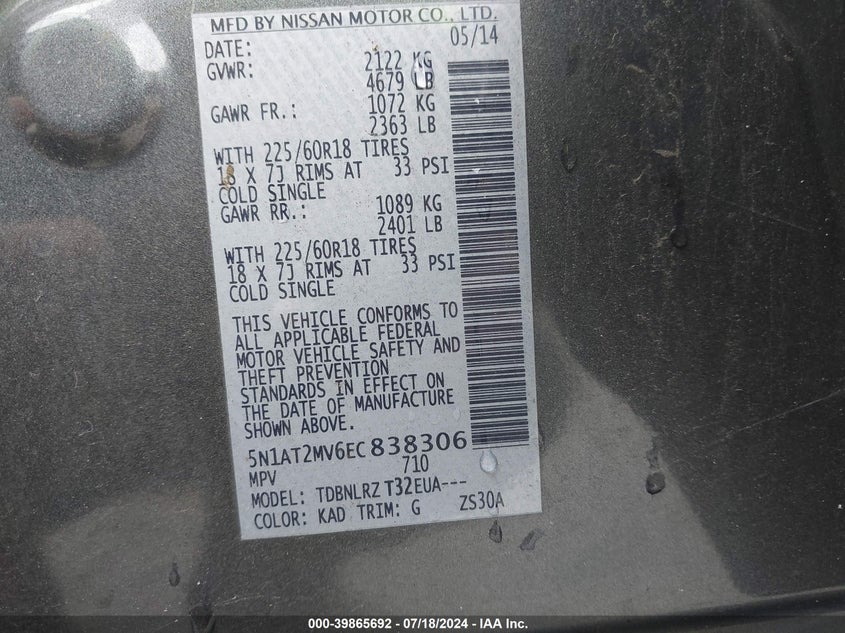 MFD BY NISSAN MOTOR CO., LTD.
DATE: 05/14
GVWR: 2122 KG
4679 LB
GAWR FR.: 1072 KG
2363 LB
WITH 225/60R18 TIRES
18 X 7J RIMS AT 33 PSI
COLD SINGLE
GAWR RR.: 1089 KG
2401 LB
WITH 225/60R18 TIRES
18 X 7J RIMS AT 33 PSI
COLD SINGLE
THIS VEHICLE CONFORMS TO
ALL APPLICABLE FEDERAL
MOTOR VEHICLE SAFETY AND
THEFT PREVENTION
STANDARDS IN EFFECT ON
THE DATE OF MANUFACTURE
SHOWN ABOVE.
5N1AT2MV6EC838306
MPV 710
MODEL: TDBNLRZ T32EUA---
COLOR: KAD TRIM: G ZS30A
000-39865692 - 07/18/2024 - IAA Inc.